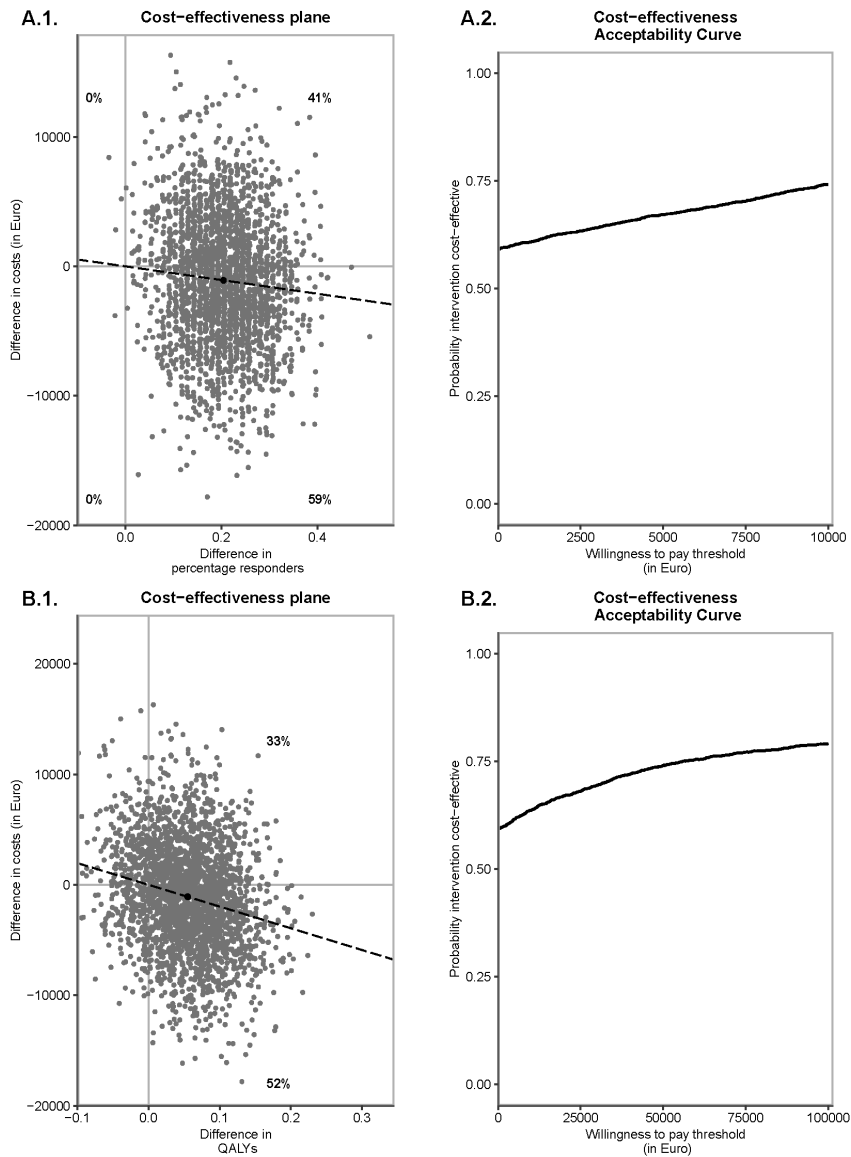 A.1.
Cost−effectiveness plane
0%
41%
10000
0
−10000
−20000
0%
59%
0.0
0.2
0.4
Difference in costs (in Euro)
Difference in
percentage responders
A.2.
Cost−effectiveness
Acceptability Curve
1.00
0.75
0.50
0.25
0.00
Probability intervention cost−effective
0
2500
5000
7500
10000
Willingness to pay threshold
(in Euro)
B.1.
Cost−effectiveness plane
20000
33%
10000
0
−10000
52%
−20000
Difference in costs (in Euro)
−0.1
0.0
0.1
0.2
0.3
Difference in
QALYs
B.2.
Cost−effectiveness
Acceptability Curve
1.00
0.75
0.50
0.25
0.00
Probability intervention cost−effective
0
25000
50000
75000
100000
Willingness to pay threshold
(in Euro)